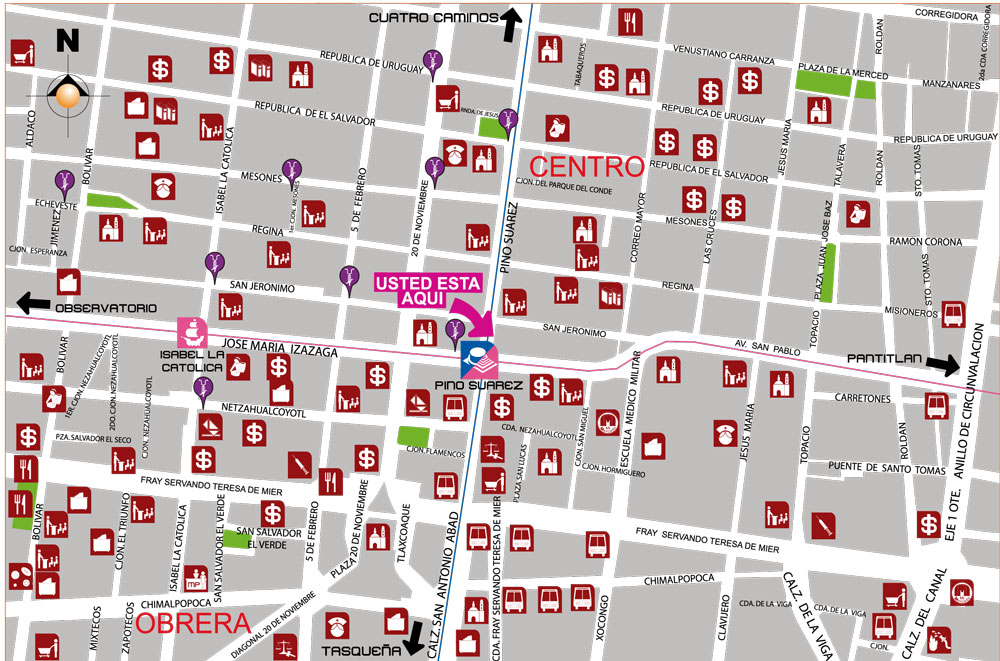 CUATRO CAMINOS
CORREGIDORA
N
REPUBLICA DE URUGUAY
TABAQUEROS
VENUSTIANO CARRANZA
ROLDAN
2da CDA CORREGIDORA
PLAZA DE LA MERCED
MANZANARES
ALDACO
REPUBLICA DE EL SALVADOR
RNDA. DE JESUS
REPUBLICA DE URUGUAY
REPUBLICA DE URUGUAY
BOLIVAR
ISABEL LA CATOLICA
CENTRO
JESUS MARIA
TALAVERA
ROLDAN
STO. TOMAS
MESONES
REPUBLICA DE EL SALVADOR
CJON. DEL PARQUE DEL CONDE
ECHEVESTE
JIMENEZ
1er. CJON. MESONES
5 DE FEBRERO
20 DE NOVIEMBRE
PINO SUAREZ
CORREO MAYOR
MESONES
LAS CRUCES
PLAZA JUAN JOSE BAZ
REGINA
RAMON CORONA
CJON. ESPERANZA
STO. TOMAS
SAN JERONIMO
USTED ESTA
AQUI
REGINA
OBSERVATORIO
MISIONEROS
TOPACIO
SAN JERONIMO
BOLIVAR
ISABEL LA
CATOLICA
JOSE MARIA IZAZAGA
AV. SAN PABLO
PANTITLAN
PINO SUAREZ
1ER. CJON. NEZAHUALCOYOTL
2DO. CJON. NEZAHUALCOYOTL
CJON. NEZAHUALCOYOTL
NETZAHUALCOYOTL
CARRETONES
ESCUELA MEDICO MILITAR
JESUS MARIA
TOPACIO
ROLDAN
EJE 1 OTE. ANILLO DE CIRCUNVALACION
PZA. SALVADOR EL SECO
CJON. FLAMENCOS
CDA. NEZAHUALCOYOTL
CJON. SAN MIGUEL
PLAZA SAN LUCAS
CJON. HORMIGUERO
PUENTE DE SANTO TOMAS
FRAY SERVANDO TERESA DE MIER
BOLIVAR
CJON. EL TRIUNFO
ISABEL LA CATOLICA
SAN SALVADOR EL VERDE
SAN SALVADOR
EL VERDE
5 DE FEBRERO
PLAZA 20 DE NOVIEMBRE
TLAXCOAQUE
CALZ. SAN ANTONIO ABAD
CDA. FRAY SERVANDO TERESA DE MIER
FRAY SERVANDO TERESA DE MIER
MP
CHIMALPOPOCA
CHIMALPOPOCA
MIXTECOS
ZAPOTECOS
OBRERA
DIAGONAL 20 DE NOVIEMBRE
TASQUEÑA
XOCONGO
CLAVIJERO
CDA. DE LA VIGA
CALZ. DE LA VIGA
CDA. DE LA VIGA
CJON.
CALZ. DEL CANAL